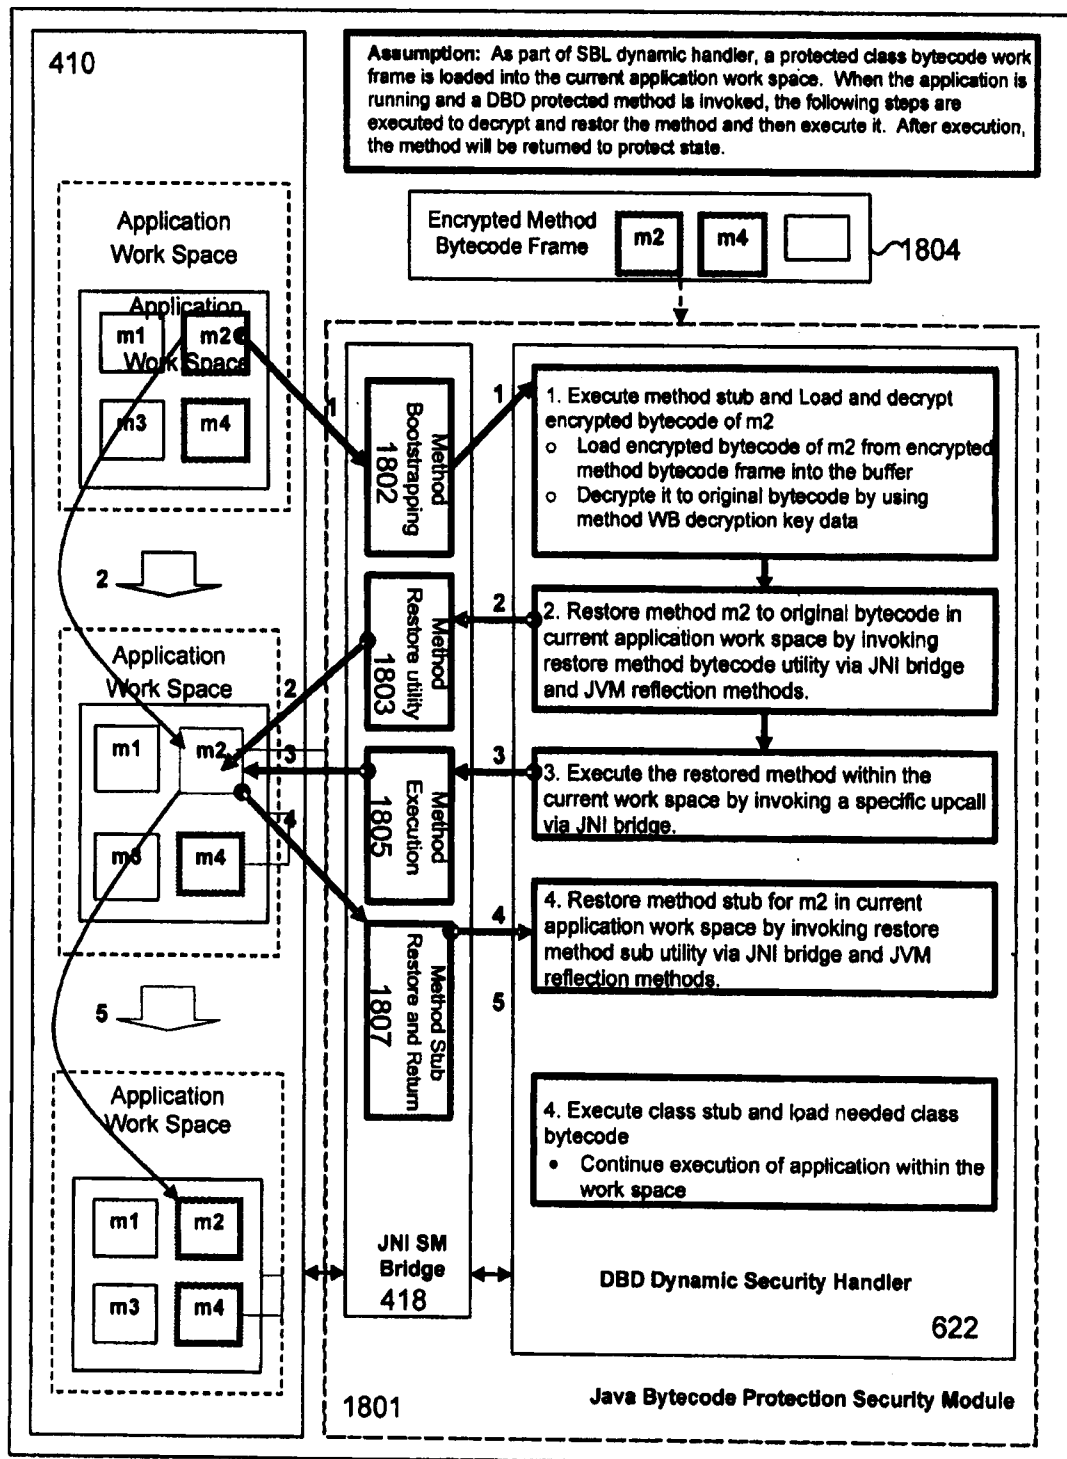 410
Assumption: As part of SBL dynamic handler, a protected class bytecode work
frame is loaded into the current application work space. When the application is
running and a DBD protected method is invoked, the following steps are
executed to decrypt and restor the method and then execute it. After execution,
the method will be returned to protect state.
Encrypted Method
Bytecode Frame
m2
m4
1804
Application
Work Space
Application
Work Space
m1
m2
m3
m4
1
Method
Bootstrapping
1802
1
1. Execute method stub and Load and decrypt
encrypted bytecode of m2
o Load encrypted bytecode of m2 from encrypted
method bytecode frame into the buffer
o Decrypte it to original bytecode by using
method WB decryption key data
2
Application
Work Space
m1
m2
m3
m4
2
Method
Restore utility
1803
2
2. Restore method m2 to original bytecode in
current application work space by invoking
restore method bytecode utility via JNI bridge
and JVM reflection methods.
3
Method
Execution
1805
3
3. Execute the restored method within the
current work space by invoking a specific upcall
via JNI bridge.
4
Method Stub
Restore and Return
1807
4
4. Restore method stub for m2 in current
application work space by invoking restore
method sub utility via JNI bridge and JVM
reflection methods.
5
5
Application
Work Space
m1
m2
m3
m4
4. Execute class stub and load needed class
bytecode
• Continue execution of application within the
work space
JNI SM
Bridge
418
DBD Dynamic Security Handler
622
1801
Java Bytecode Protection Security Module